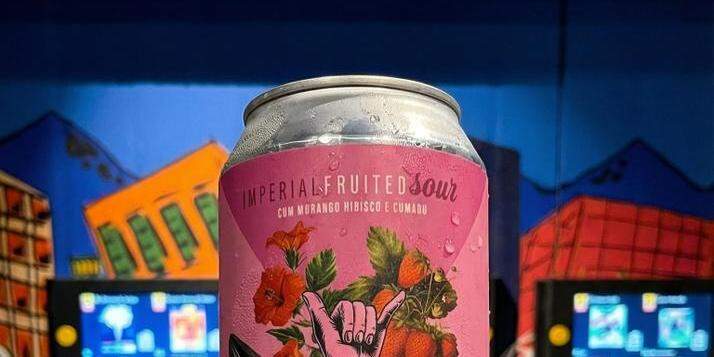 IMPERIAL FRUITED sour
COM MORANGO HIBISCO E CUMARU